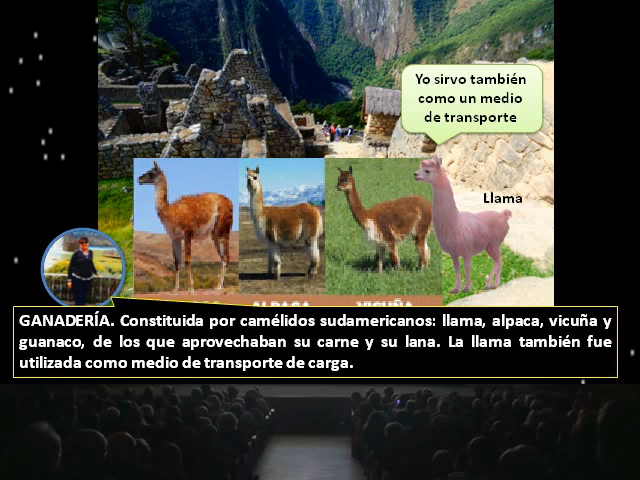 Yo sirvo también
como un medio
de transporte
Llama
ALPACA VICUÑA
GANADERÍA. Constituida por camélidos sudamericanos: llama, alpaca, vicuña y
guanaco, de los que aprovechaban su carne y su lana. La llama también fue
utilizada como medio de transporte de carga.